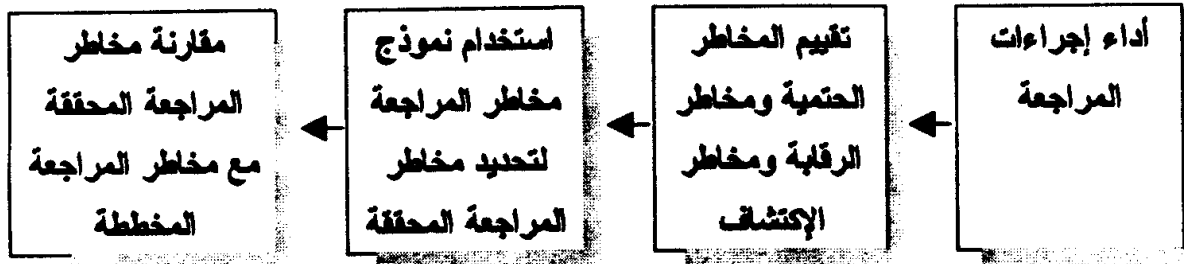 أداء إجراءات
المراجعة
تقييم المخاطر
الحتمية ومخاطر
الرقابة ومخاطر
الإكتشاف
استخدام نموذج
مخاطر المراجعة
لتحديد مخاطر
المراجعة المحققة
مقارنة مخاطر
المراجعة المحققة
مع مخاطر المراجعة
المخططة